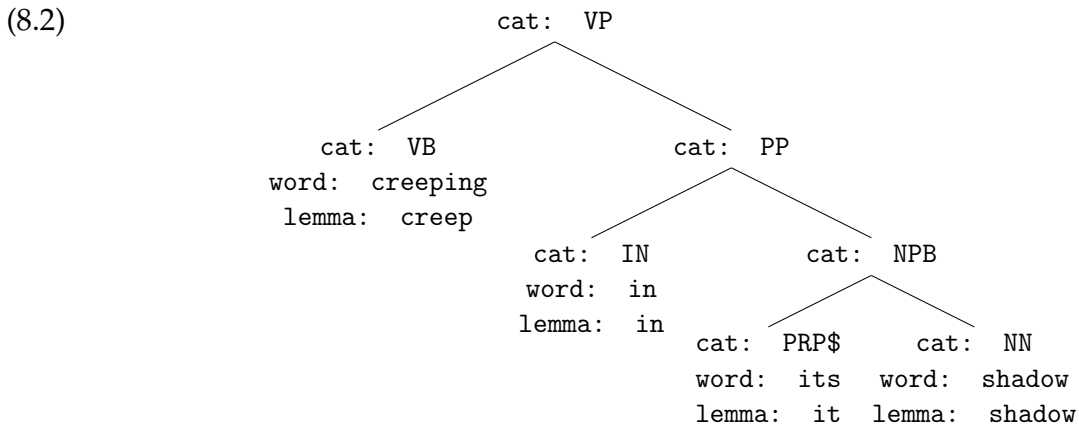 (8.2) cat: VP
cat: VB cat: PP
word: creeping
lemma: creep
cat: IN cat: NPB
word: in
lemma: in
cat: PRP$ cat: NN
word: its word: shadow
lemma: it lemma: shadow